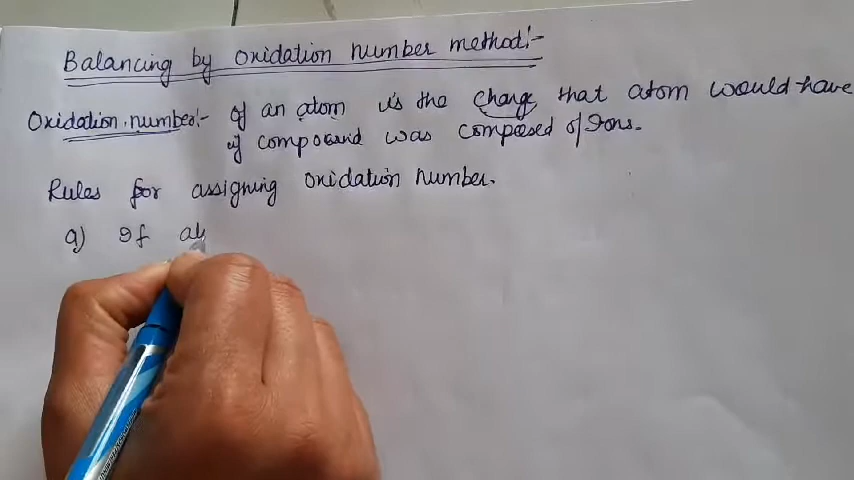 Balancing by oxidation number method:-
Oxidation number:- of an atom is the charge that atom would have
if compound was composed of Ions.
Rules for assigning oxidation number.
a) If